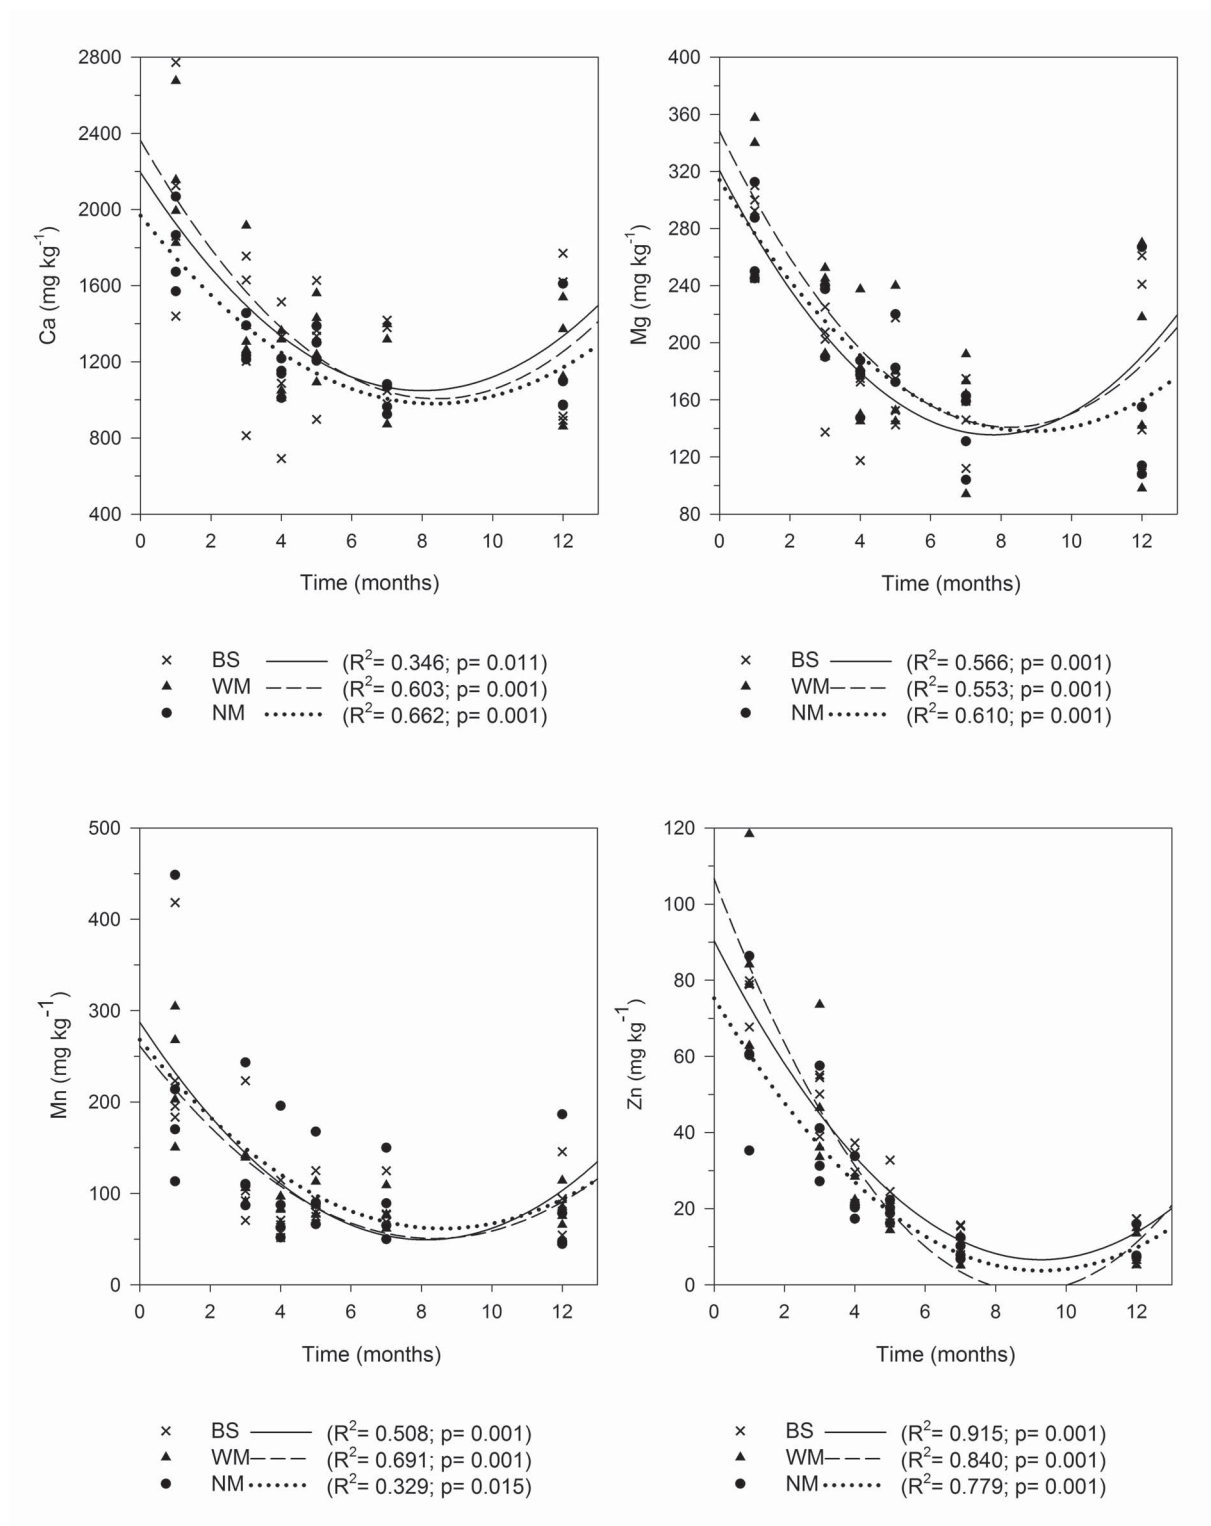 2800
2400
2000
1600
1200
800
400
Ca (mg kg-1)
0 2 4 6 8 10 12
Time (months)
× BS (R2= 0.346; p= 0.011)
▲ WM (R2= 0.603; p= 0.001)
● NM (R2= 0.662; p= 0.001)
400
360
320
280
240
200
160
120
80
Mg (mg kg-1)
0 2 4 6 8 10 12
Time (months)
× BS (R2= 0.566; p= 0.001)
▲ WM (R2= 0.553; p= 0.001)
● NM (R2= 0.610; p= 0.001)
500
400
300
200
100
0
Mn (mg kg-1)
0 2 4 6 8 10 12
Time (months)
× BS (R2= 0.508; p= 0.001)
▲ WM (R2= 0.691; p= 0.001)
● NM (R2= 0.329; p= 0.015)
120
100
80
60
40
20
0
Zn (mg kg-1)
0 2 4 6 8 10 12
Time (months)
× BS (R2= 0.915; p= 0.001)
▲ WM (R2= 0.840; p= 0.001)
● NM (R2= 0.779; p= 0.001)